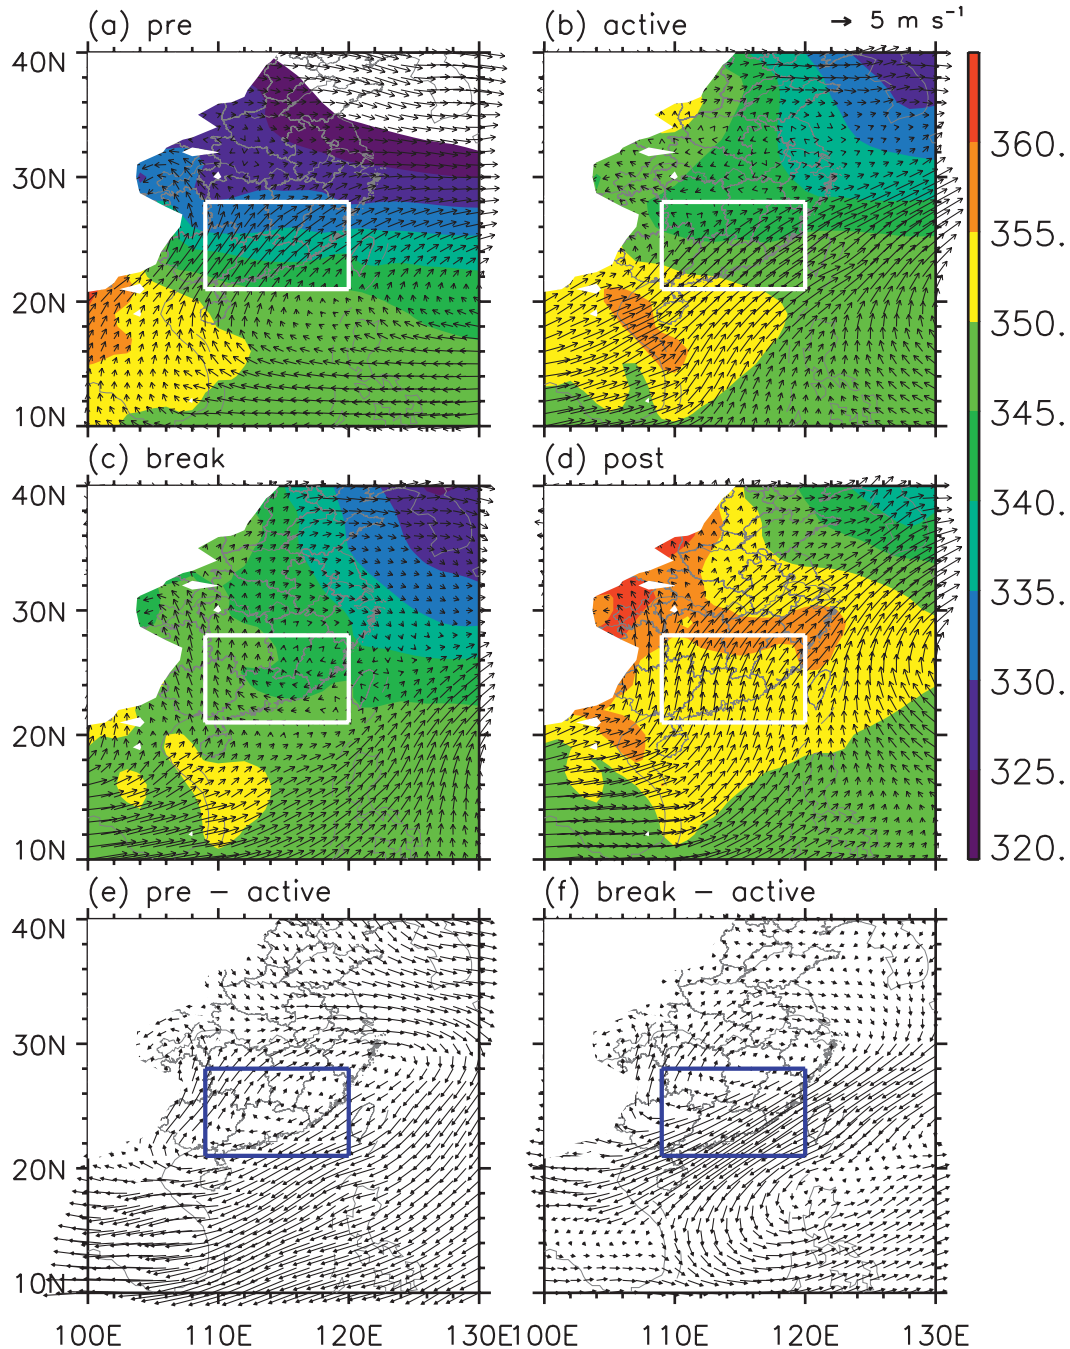 (a) pre
(b) active
5 m s⁻¹
40N
30N
20N
10N
360.
355.
350.
345.
340.
335.
330.
325.
320.
(c) break
(d) post
40N
30N
20N
10N
(e) pre − active
(f) break − active
40N
30N
20N
10N
100E 110E 120E 130E 100E 110E 120E 130E